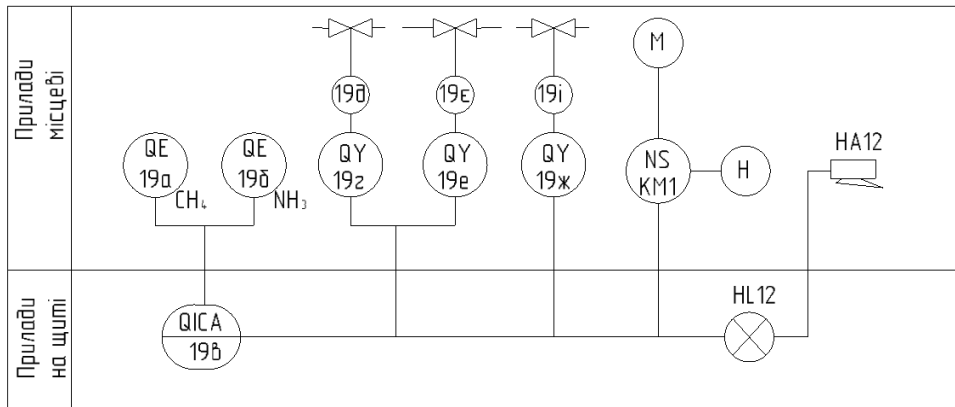 Прилади
місцеві
QE
19а
CH₄
QE
19б
NH₃
19д
QY
19г
19є
QY
19е
19і
QY
19ж
M
NS
KM1
H
HA12
Прилади
на щиті
QICA
19в
HL12